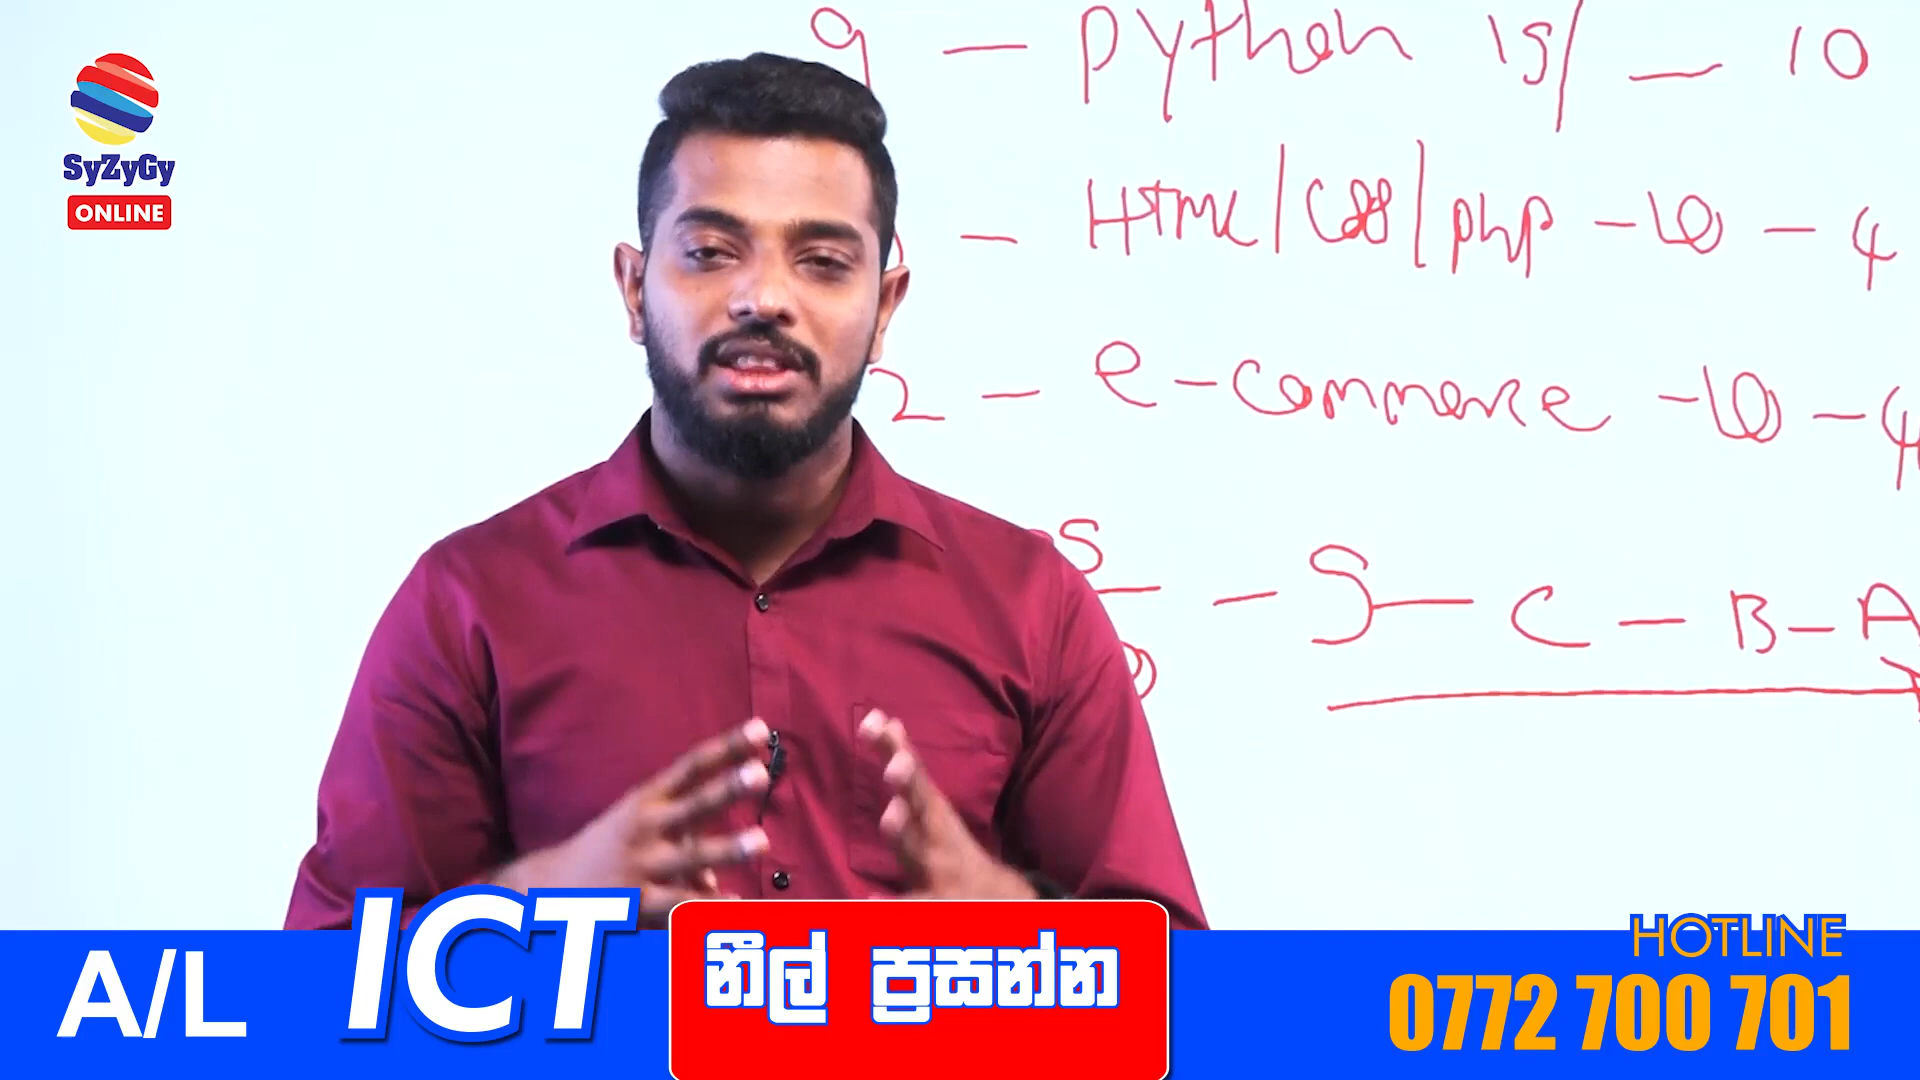 9 — Python 15/ — 10
SyZyGy
ONLINE
— HTML/CSS/php — 10 — 4
2 — e-commerce — 10 — 4
S — S — C — B — A
A/L ICT
නීල් ප්‍රසන්න
HOTLINE
0772 700 701